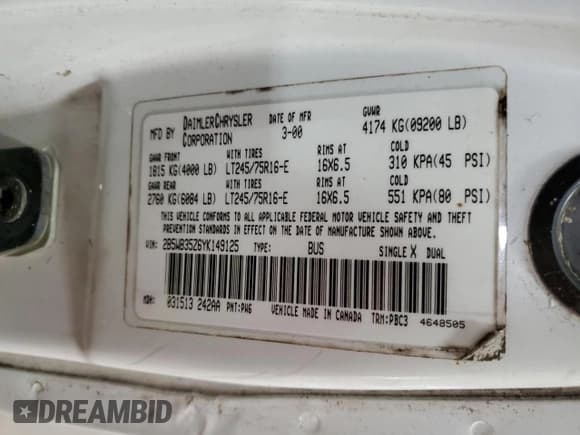 MFD BY DAIMLERCHRYSLER CORPORATION DATE OF MFR 3-00 GVWR 4174 KG(09200 LB)
GAWR FRONT WITH TIRES RIMS AT COLD
1815 KG(4000 LB) LT245/75R16-E 16X6.5 310 KPA(45 PSI)
GAWR REAR WITH TIRES RIMS AT COLD
2760 KG(6084 LB) LT245/75R16-E 16X6.5 551 KPA(80 PSI)
THIS VEHICLE CONFORMS TO ALL APPLICABLE FEDERAL MOTOR VEHICLE SAFETY AND THEFT
PREVENTION STANDARDS IN EFFECT ON THE DATE OF MANUFACTURE SHOWN ABOVE.
VIN: 2B5WB35Z6YK149125 TYPE: BUS SINGLE X DUAL
MDH: 031513 242AA PNT:PW6 VEHICLE MADE IN CANADA TRM:PBC3 4648505
DREAMBID